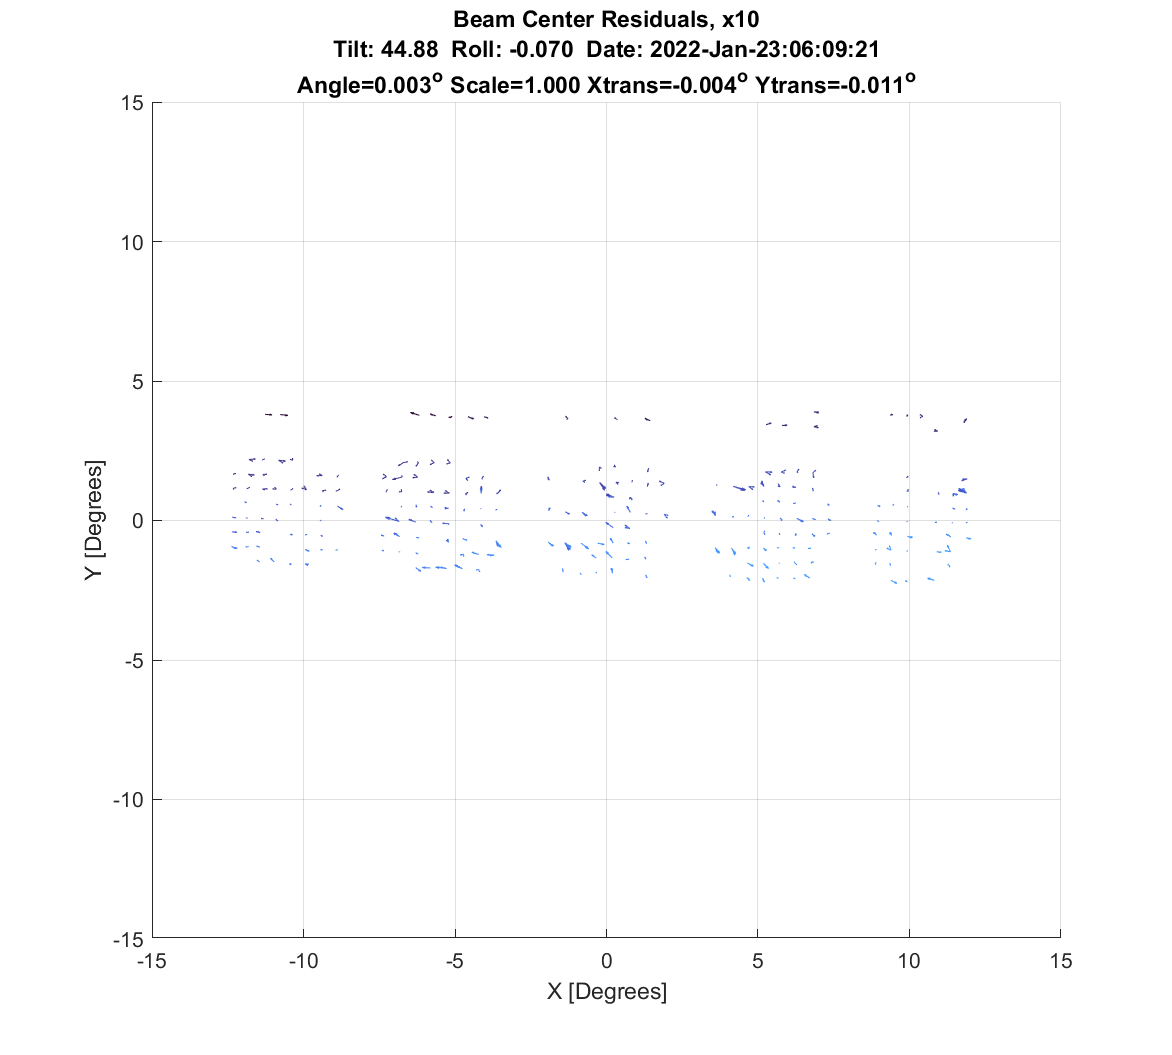 Beam Center Residuals, x10
Tilt: 44.88 Roll: -0.070 Date: 2022-Jan-23:06:09:21
Angle=0.003° Scale=1.000 Xtrans=-0.004° Ytrans=-0.011°
15
10
5
0
-5
-10
-15
Y [Degrees]
-15 -10 -5 0 5 10 15
X [Degrees]